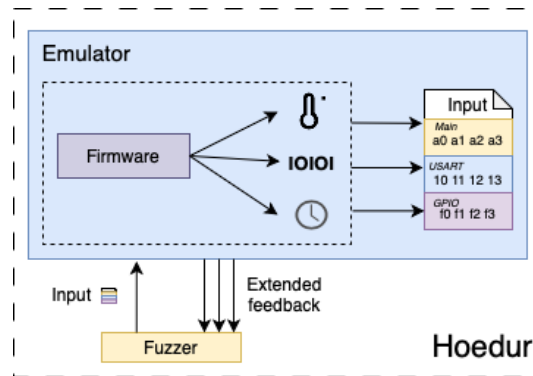 Emulator
Firmware
IOIOI
Input
Main
a0 a1 a2 a3
USART
10 11 12 13
GPIO
f0 f1 f2 f3
Input
Extended
feedback
Fuzzer
Hoedur